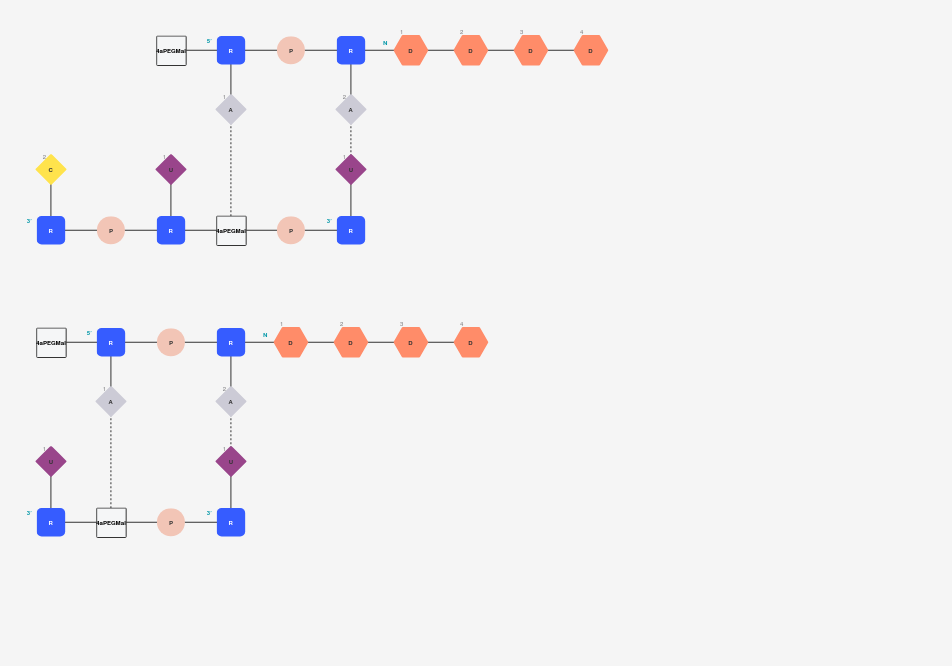 4aPEGMal 5' R P R N 1 D 2 D 3 D 4 D
1 A 2 A
2 C 1 U 1 U
3' R P R 4aPEGMal P 3' R
4aPEGMal 5' R P R N 1 D 2 D 3 D 4 D
1 A 2 A
1 U 1 U
3' R 4aPEGMal P 3' R